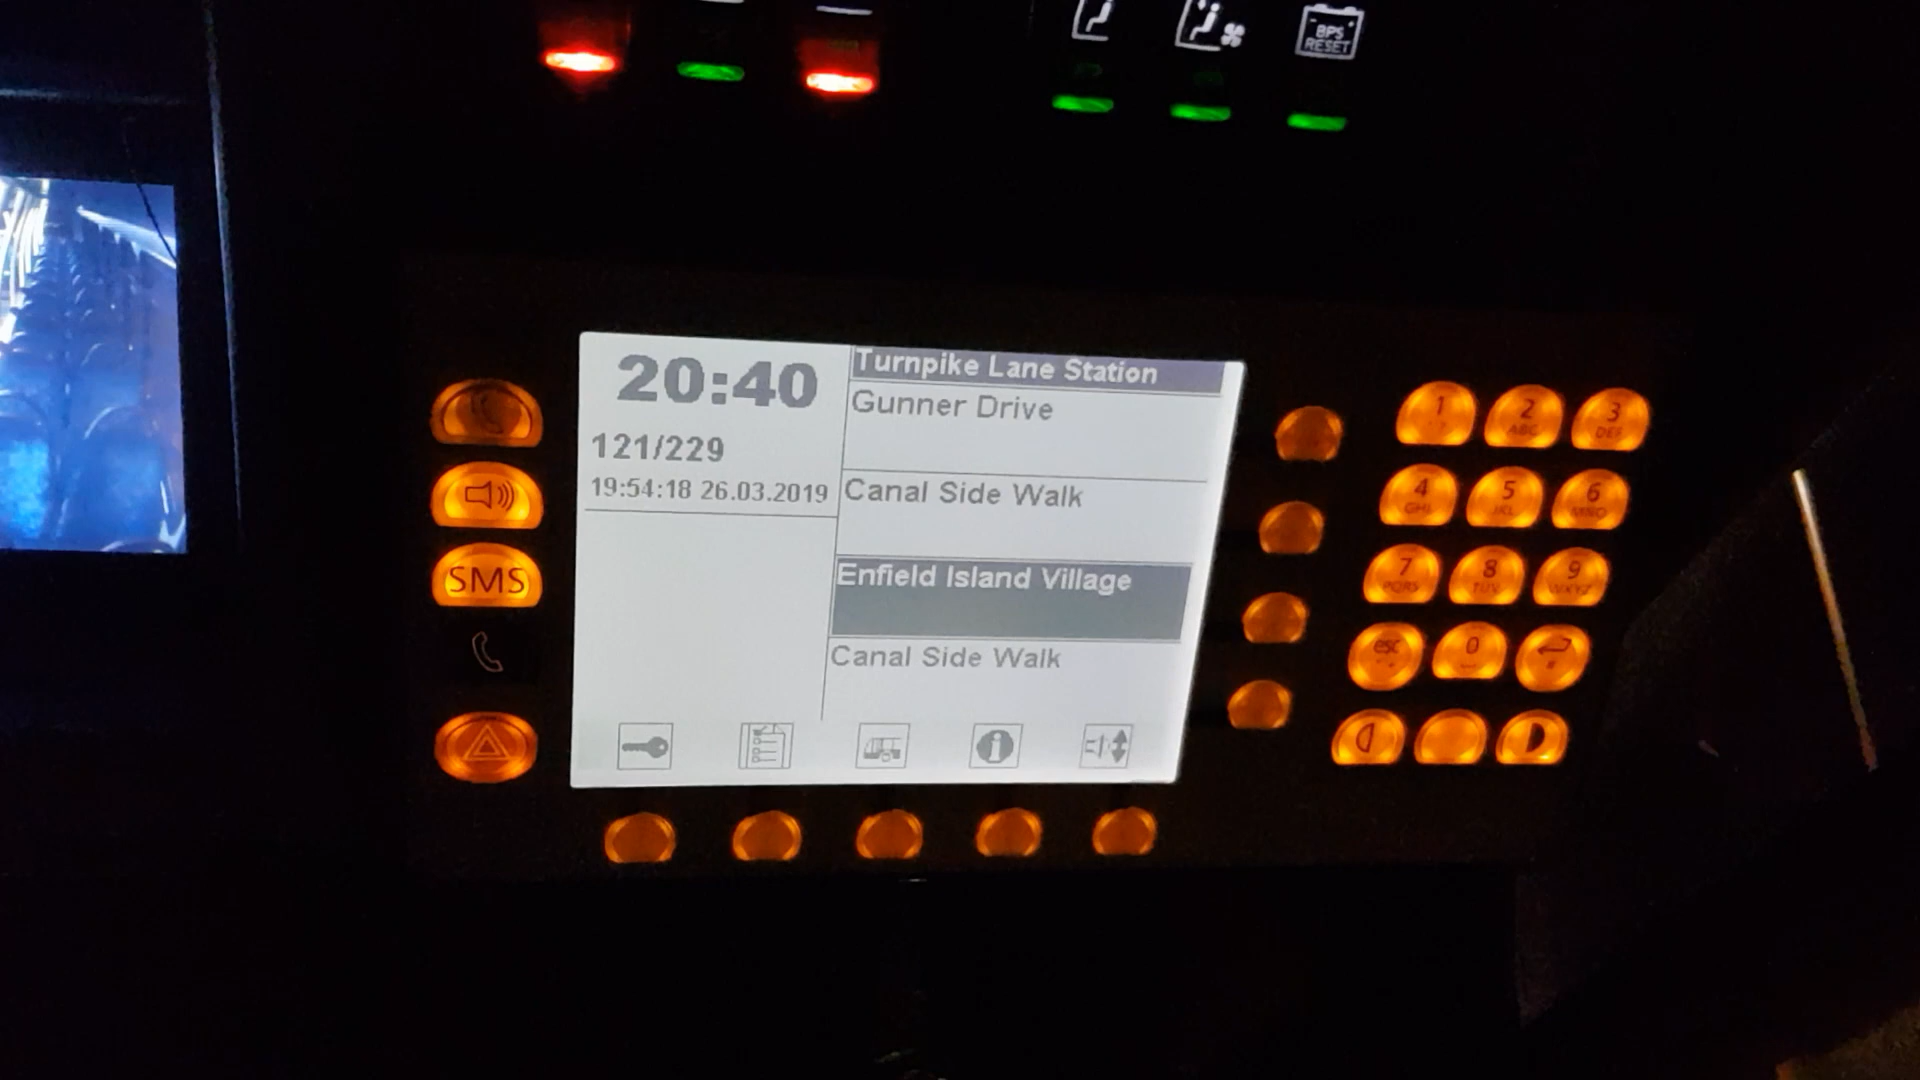 BPS
RESET
20:40
121/229
19:54:18 26.03.2019
Turnpike Lane Station
Gunner Drive
Canal Side Walk
Enfield Island Village
Canal Side Walk
SMS
1
2
ABC
3
DEF
4
GHI
5
JKL
6
MNO
7
PQRS
8
TUV
9
WXYZ
esc
0
#